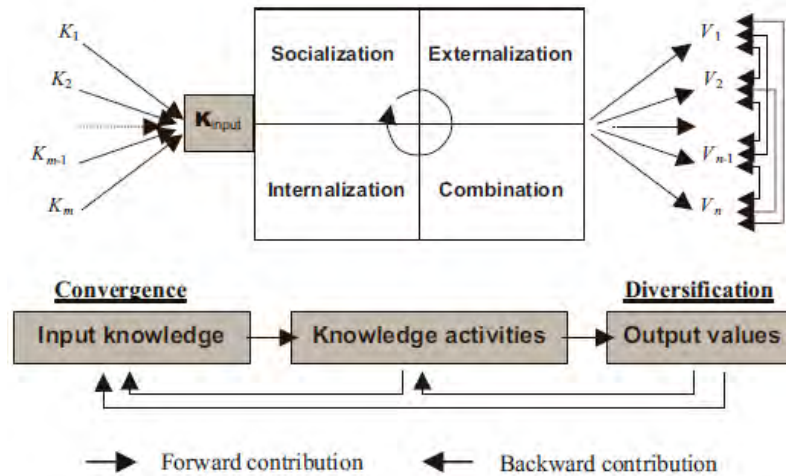 K1
K2
Km-1
Km
Kinput
Socialization
Externalization
Internalization
Combination
V1
V2
Vn-1
Vn
Convergence
Diversification
Input knowledge
Knowledge activities
Output values
Forward contribution
Backward contribution